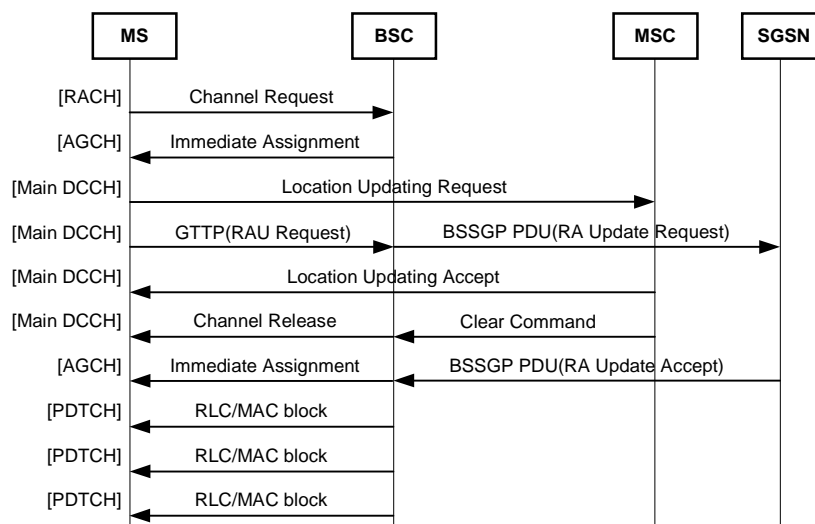 MS BSC MSC SGSN
[RACH] Channel Request
[AGCH] Immediate Assignment
[Main DCCH] Location Updating Request
[Main DCCH] GTTP(RAU Request) BSSGP PDU(RA Update Request)
[Main DCCH] Location Updating Accept
[Main DCCH] Channel Release Clear Command
[AGCH] Immediate Assignment BSSGP PDU(RA Update Accept)
[PDTCH] RLC/MAC block
[PDTCH] RLC/MAC block
[PDTCH] RLC/MAC block